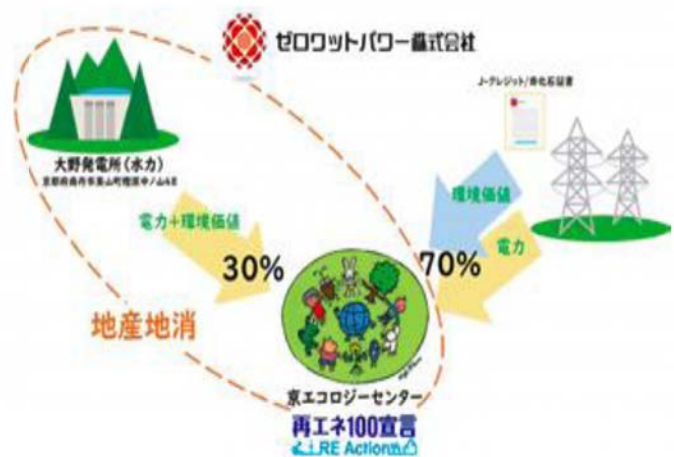 ゼロワットパワー株式会社
J-クレジット/非化石証書
大野発電所(水力)
環境価値
電力+環境価値
電力
30%
70%
地産地消
京エコロジーセンター
再エネ100宣言
RE Action